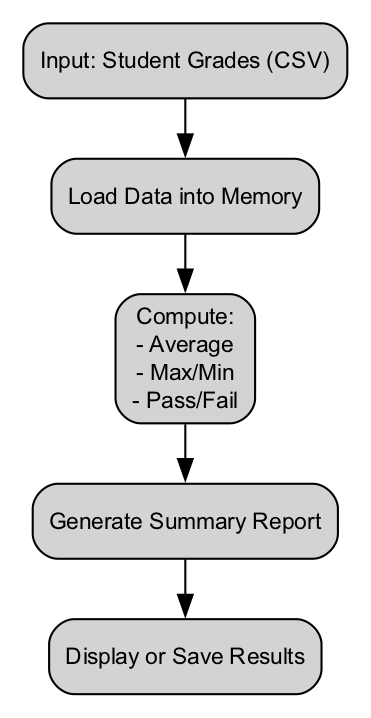 Input: Student Grades (CSV)
Load Data into Memory
Compute:
- Average
- Max/Min
- Pass/Fail
Generate Summary Report
Display or Save Results